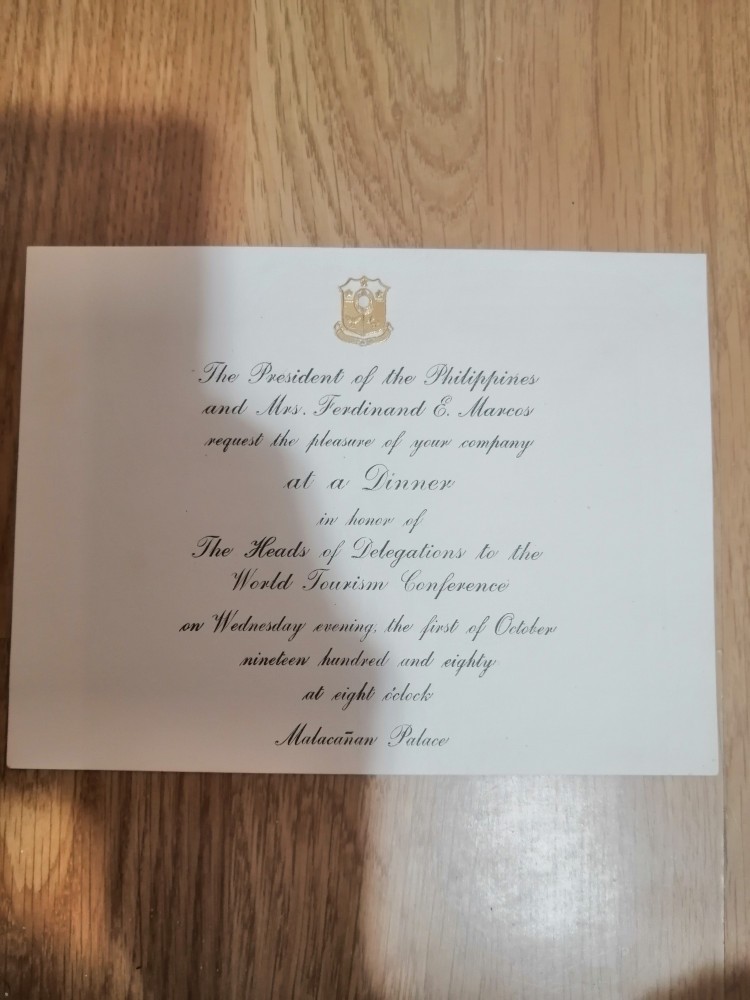 The President of the Philippines
and Mrs. Ferdinand E. Marcos
request the pleasure of your company
at a Dinner
in honor of
The Heads of Delegations to the
World Tourism Conference
on Wednesday evening, the first of October
nineteen hundred and eighty
at eight o'clock
Malacañan Palace